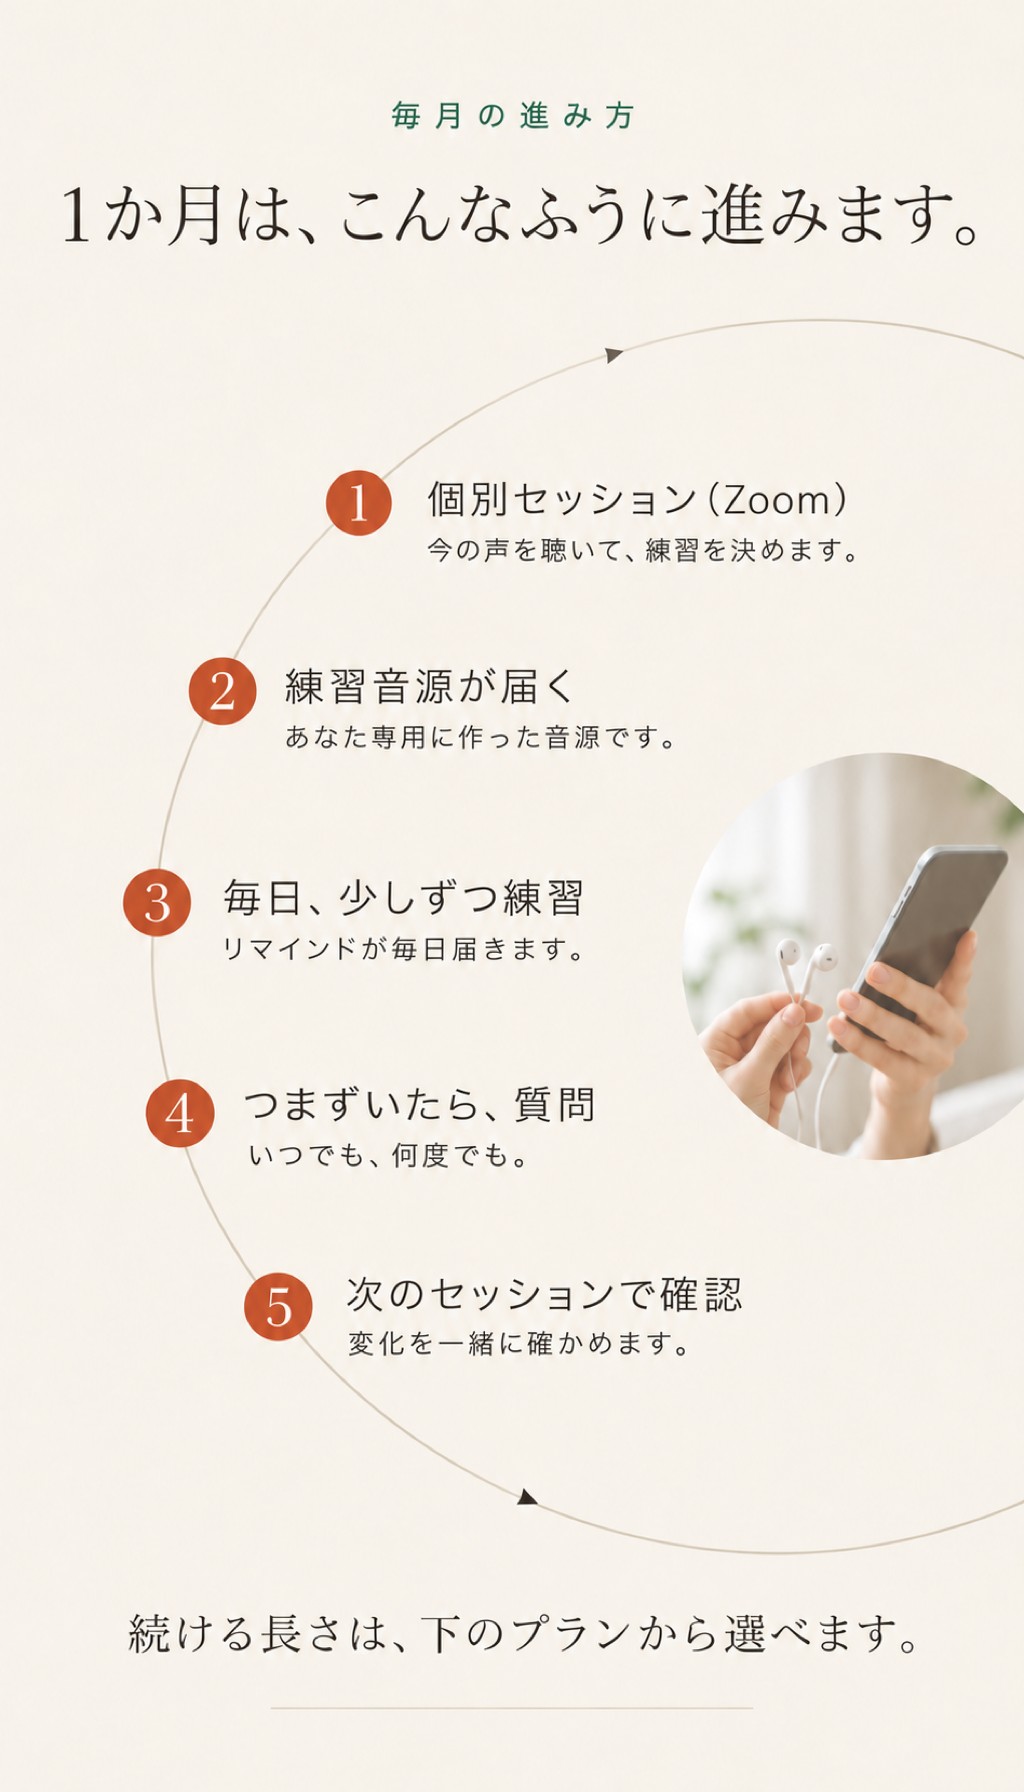 毎月の進み方
1か月は、こんなふうに進みます。
1
個別セッション（Zoom）
今の声を聴いて、練習を決めます。
2
練習音源が届く
あなた専用に作った音源です。
3
毎日、少しずつ練習
リマインドが毎日届きます。
4
つまずいたら、質問
いつでも、何度でも。
5
次のセッションで確認
変化を一緒に確かめます。
続ける長さは、下のプランから選べます。